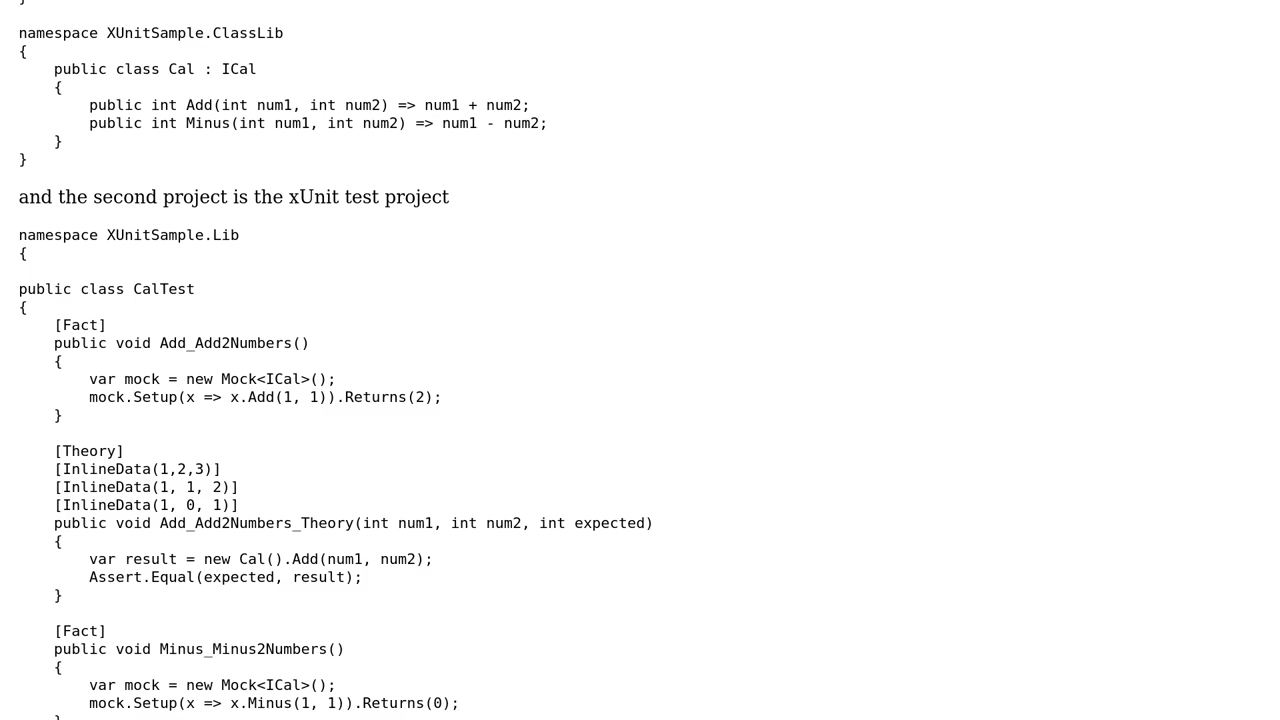 }
namespace XUnitSample.ClassLib
{
    public class Cal : ICal
    {
        public int Add(int num1, int num2) => num1 + num2;
        public int Minus(int num1, int num2) => num1 - num2;
    }
}
and the second project is the xUnit test project
namespace XUnitSample.Lib
{
public class CalTest
{
    [Fact]
    public void Add_Add2Numbers()
    {
        var mock = new Mock<ICal>();
        mock.Setup(x => x.Add(1, 1)).Returns(2);
    }
    [Theory]
    [InlineData(1,2,3)]
    [InlineData(1, 1, 2)]
    [InlineData(1, 0, 1)]
    public void Add_Add2Numbers_Theory(int num1, int num2, int expected)
    {
        var result = new Cal().Add(num1, num2);
        Assert.Equal(expected, result);
    }
    [Fact]
    public void Minus_Minus2Numbers()
    {
        var mock = new Mock<ICal>();
        mock.Setup(x => x.Minus(1, 1)).Returns(0);
    }